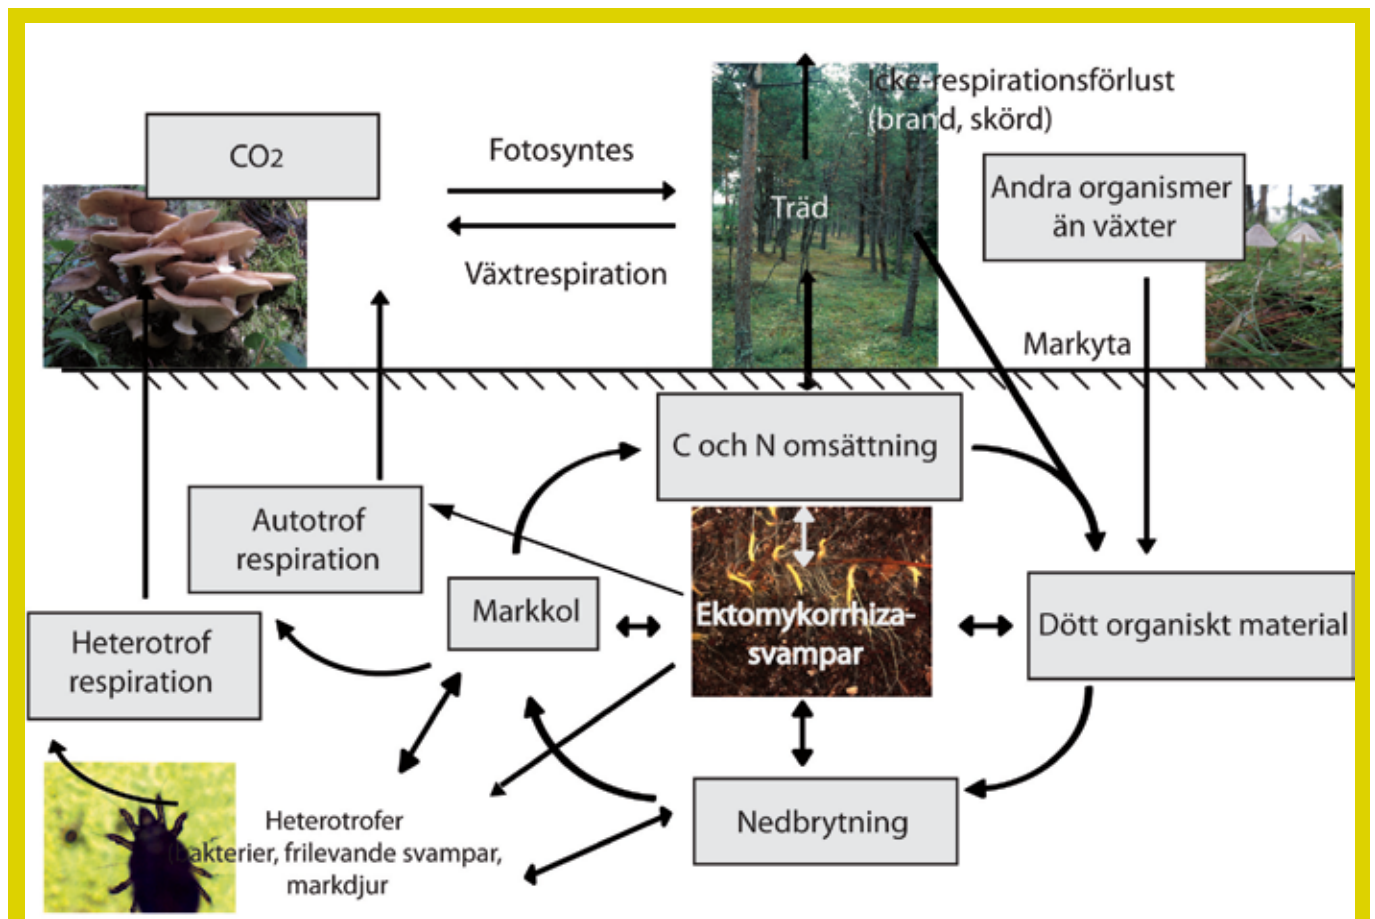 Icke-respirationsförlust
(brand, skörd)
CO2
Fotosyntes
Växtrespiration
Träd
Andra organismer
än växter
Markyta
C och N omsättning
Autotrof
respiration
Markkol
Ektomykorrhiza-
svampar
Dött organiskt material
Heterotrof
respiration
Nedbrytning
Heterotrofer
(bakterier, frilevande svampar,
markdjur